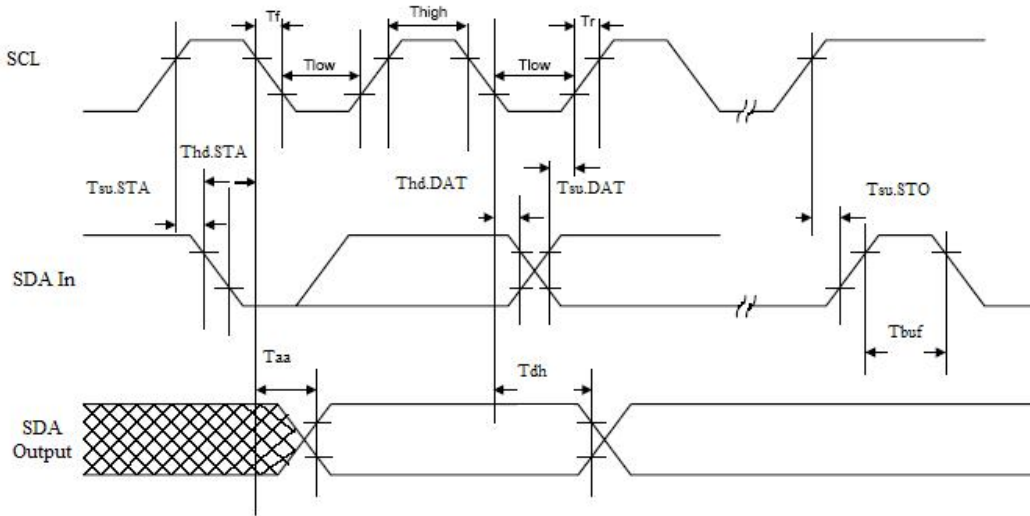 Tf
Thigh
Tr
SCL
Tlow
Tlow
Thd.STA
Tsu.STA
Thd.DAT
Tsu.DAT
Tsu.STO
SDA In
Tbuf
Taa
Tdh
SDA
Output